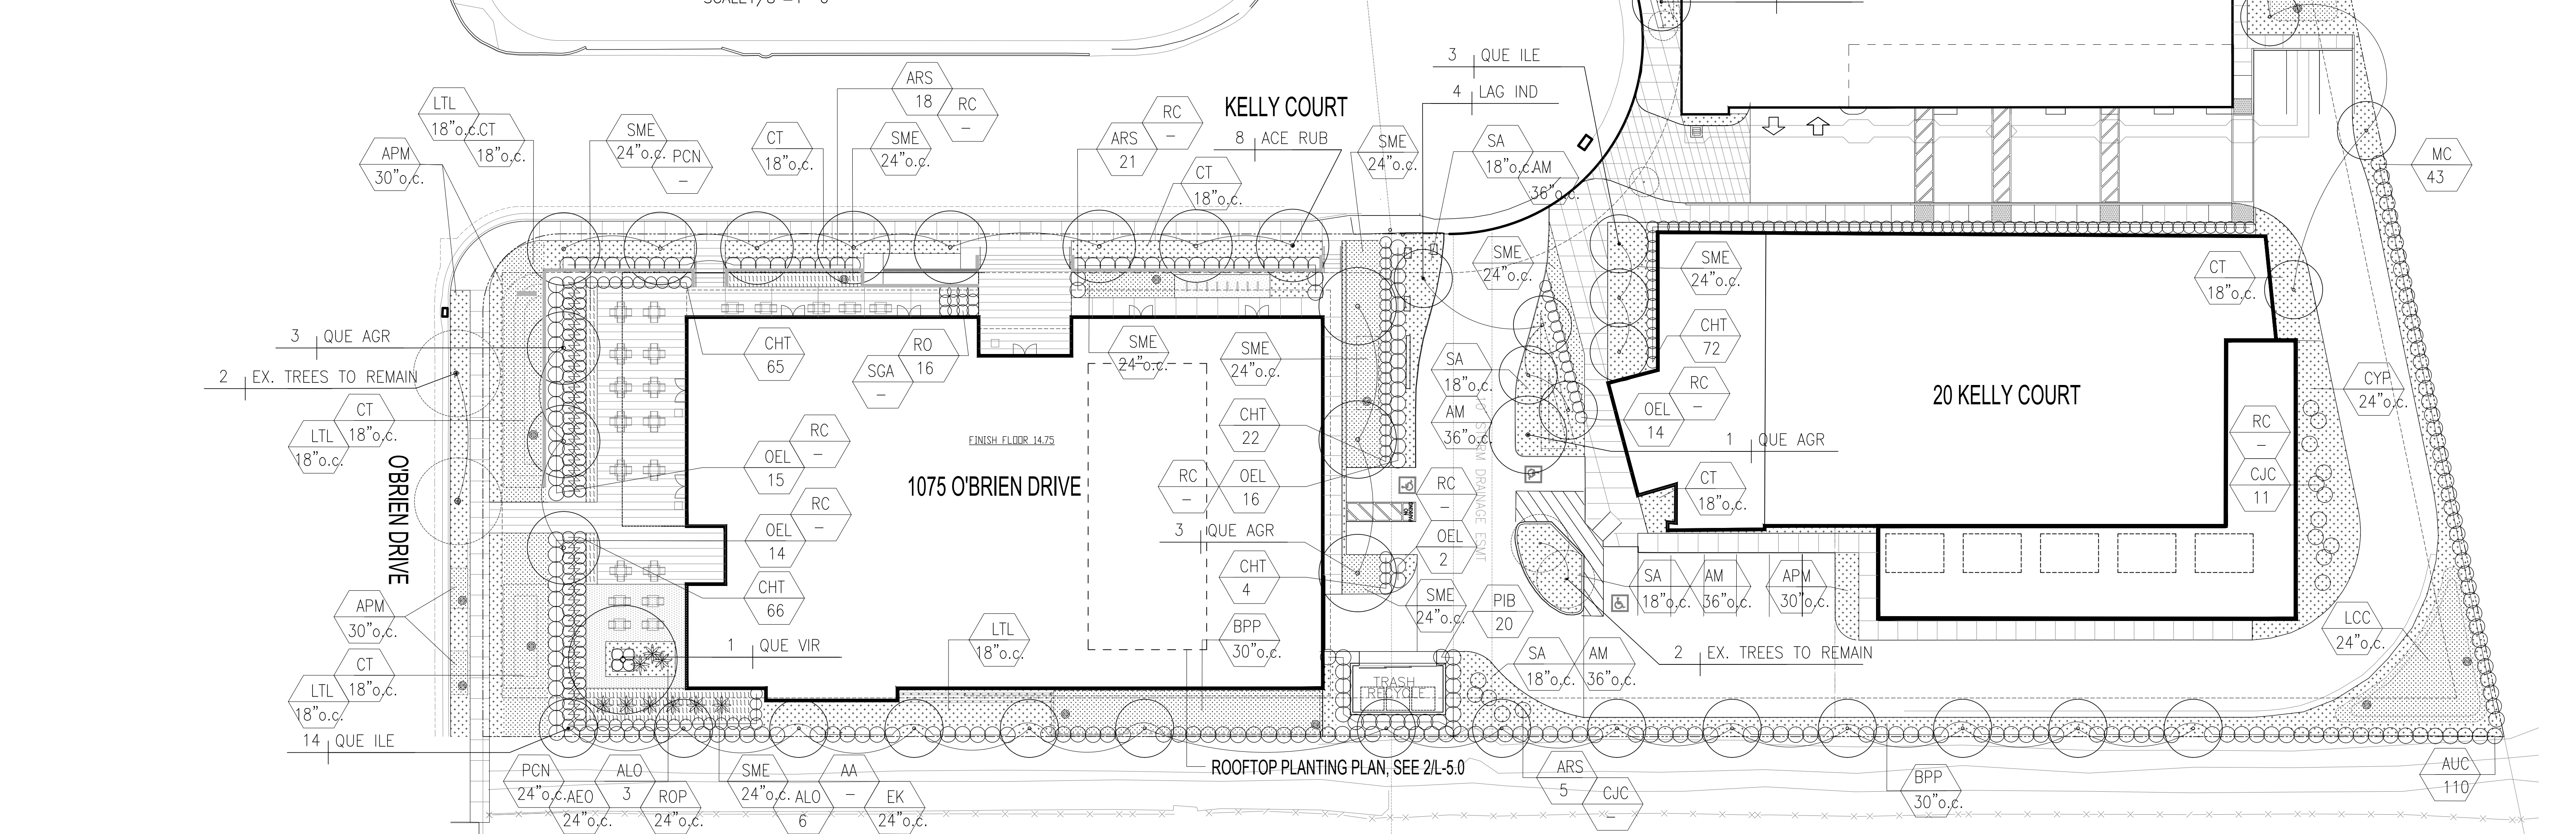 3 QUE ILE
4 LAG IND
KELLY COURT
8 ACE RUB
ARS
18
RC
-
LTL
18"o.c.
CT
18"o.c.
SME
24"o.c.
PCN
-
CT
18"o.c.
SME
24"o.c.
ARS
21
RC
-
CT
18"o.c.
SME
24"o.c.
SA
18"o.c.
AM
36"o.c.
APM
30"o.c.
MC
43
SME
24"o.c.
SME
24"o.c.
CT
18"o.c.
3 QUE AGR
2 EX. TREES TO REMAIN
CHT
65
RO
16
SGA
-
SME
24"o.c.
SME
24"o.c.
CHT
72
SA
18"o.c.
AM
36"o.c.
RC
-
OEL
14
20 KELLY COURT
CYP
24"o.c.
CT
18"o.c.
LTL
18"o.c.
O'BRIEN DRIVE
RC
-
OEL
15
FINISH FLOOR 14.75
1075 O'BRIEN DRIVE
CHT
22
RC
-
OEL
16
1 QUE AGR
RC
-
CJC
11
CT
18"o.c.
RC
-
OEL
14
3 QUE AGR
NO
PARKING
RC
-
OEL
2
STORM DRAINAGE ESMT
CHT
66
CHT
4
SME
24"o.c.
PIB
20
SA
18"o.c.
AM
36"o.c.
APM
30"o.c.
APM
30"o.c.
LTL
18"o.c.
BPP
30"o.c.
LCC
24"o.c.
1 QUE VIR
2 EX. TREES TO REMAIN
CT
18"o.c.
LTL
18"o.c.
SA
18"o.c.
AM
36"o.c.
TRASH
RECYCLE
14 QUE ILE
ROOFTOP PLANTING PLAN, SEE 2/L-5.0
PCN
24"o.c.
AEO
24"o.c.
ALO
3
ROP
24"o.c.
SME
24"o.c.
ALO
6
AA
-
EK
24"o.c.
ARS
5
CJC
-
BPP
30"o.c.
AUC
110